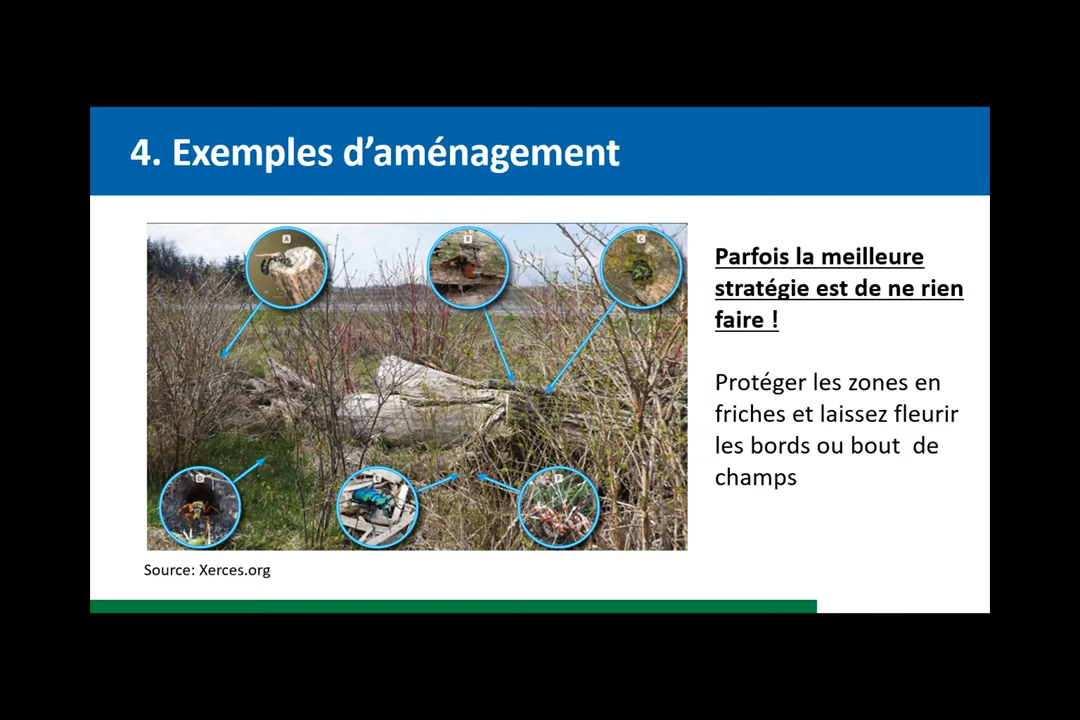 4. Exemples d’aménagement
A
B
C
Parfois la meilleure
stratégie est de ne rien
faire !
Protéger les zones en
friches et laissez fleurir
les bords ou bout  de
champs
D
E
F
Source: Xerces.org